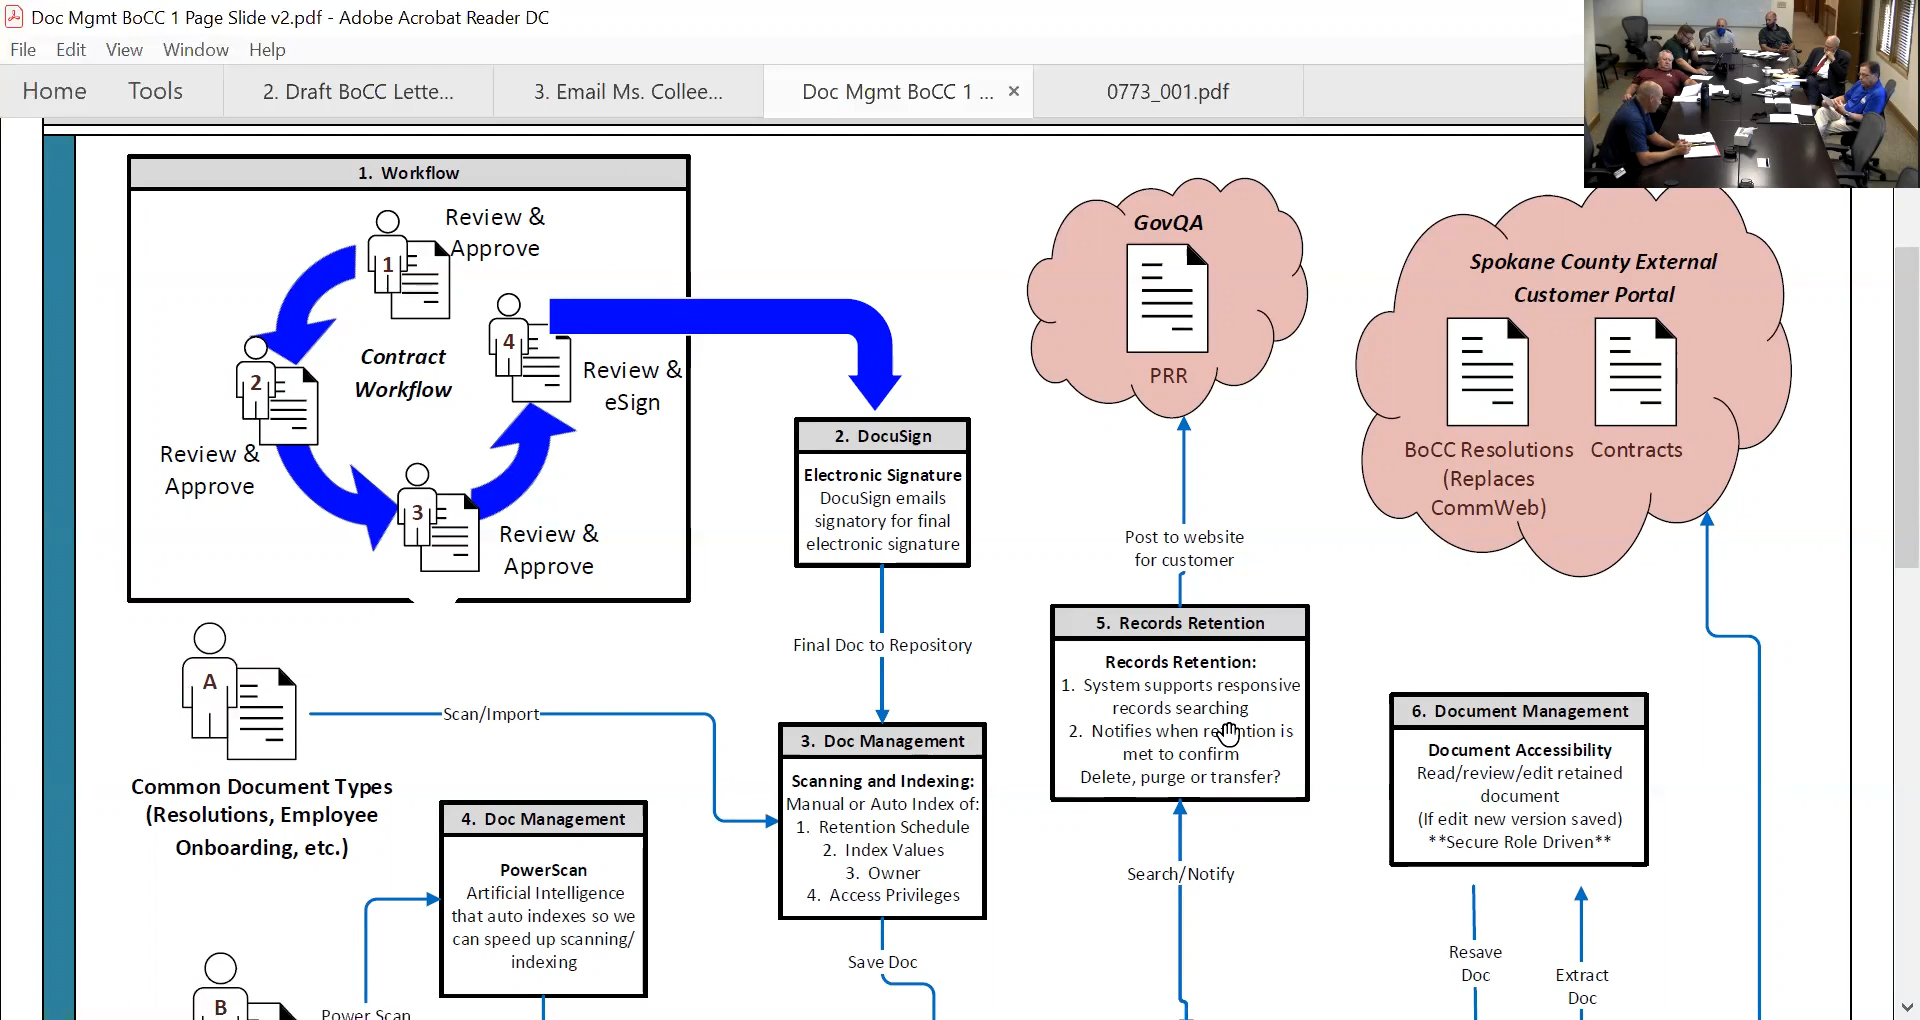 Doc Mgmt BoCC 1 Page Slide v2.pdf - Adobe Acrobat Reader DC
File Edit View Window Help
Home Tools 2. Draft BoCC Lette... 3. Email Ms. Collee... Doc Mgmt BoCC 1 ... × 0773_001.pdf
1. Workflow
Review &
Approve
1
Contract
Workflow
2
Review &
Approve
3
Review &
Approve
4
Review &
eSign
2. DocuSign
Electronic Signature
DocuSign emails
signatory for final
electronic signature
Final Doc to Repository
GovQA
PRR
Post to website
for customer
Spokane County External
Customer Portal
BoCC Resolutions
(Replaces
CommWeb)
Contracts
A
Scan/Import
Common Document Types
(Resolutions, Employee
Onboarding, etc.)
3. Doc Management
Scanning and Indexing:
Manual or Auto Index of:
1. Retention Schedule
2. Index Values
3. Owner
4. Access Privileges
Save Doc
4. Doc Management
PowerScan
Artificial Intelligence
that auto indexes so we
can speed up scanning/
indexing
B
Power Scan
5. Records Retention
Records Retention:
1. System supports responsive
records searching
2. Notifies when retention is
met to confirm
Delete, purge or transfer?
Search/Notify
6. Document Management
Document Accessibility
Read/review/edit retained
document
(If edit new version saved)
**Secure Role Driven**
Resave
Doc
Extract
Doc